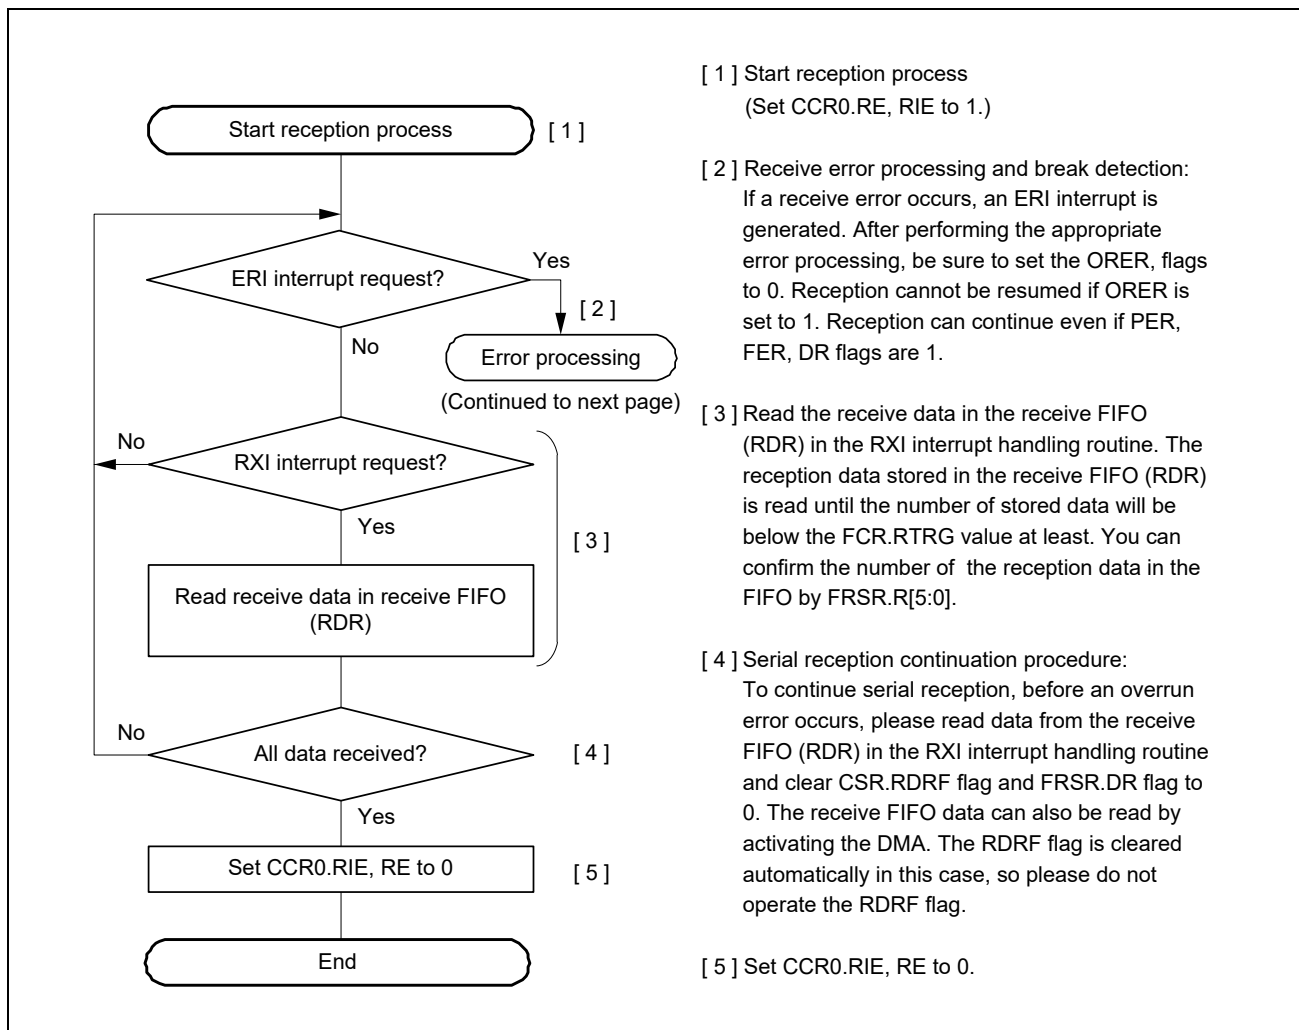 Start reception process
[ 1 ]
ERI interrupt request?
Yes
[ 2 ]
No
Error processing
(Continued to next page)
No
RXI interrupt request?
Yes
[ 3 ]
Read receive data in receive FIFO
(RDR)
No
All data received?
[ 4 ]
Yes
Set CCR0.RIE, RE to 0
[ 5 ]
End
[ 1 ] Start reception process
(Set CCR0.RE, RIE to 1.)
[ 2 ] Receive error processing and break detection:
If a receive error occurs, an ERI interrupt is
generated. After performing the appropriate
error processing, be sure to set the ORER, flags
to 0. Reception cannot be resumed if ORER is
set to 1. Reception can continue even if PER,
FER, DR flags are 1.
[ 3 ] Read the receive data in the receive FIFO
(RDR) in the RXI interrupt handling routine. The
reception data stored in the receive FIFO (RDR)
is read until the number of stored data will be
below the FCR.RTRG value at least. You can
confirm the number of the reception data in the
FIFO by FRSR.R[5:0].
[ 4 ] Serial reception continuation procedure:
To continue serial reception, before an overrun
error occurs, please read data from the receive
FIFO (RDR) in the RXI interrupt handling routine
and clear CSR.RDRF flag and FRSR.DR flag to
0. The receive FIFO data can also be read by
activating the DMA. The RDRF flag is cleared
automatically in this case, so please do not
operate the RDRF flag.
[ 5 ] Set CCR0.RIE, RE to 0.